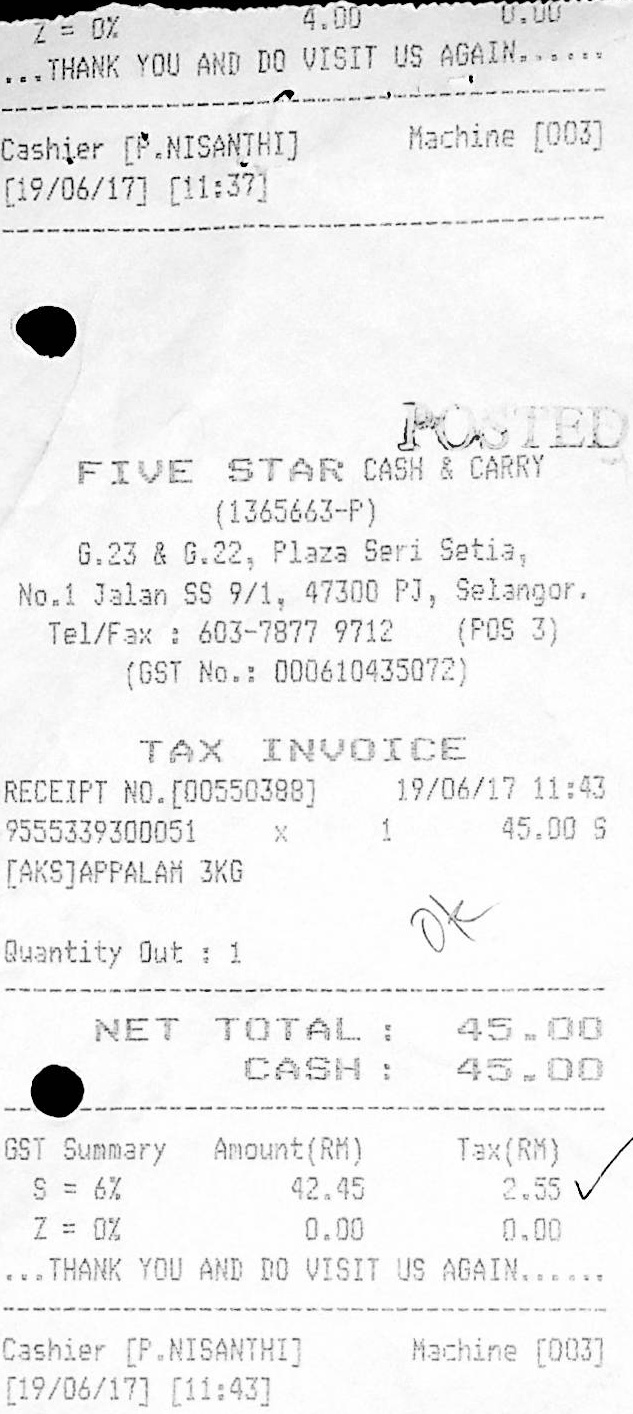 Z = 0% 4.00 0.00
...THANK YOU AND DO VISIT US AGAIN......
Cashier [P.NISANTHI] Machine [003]
[19/06/17] [11:37]
POSTED
FIVE STAR CASH & CARRY
(1365663-P)
G.23 & G.22, Plaza Seri Setia,
No.1 Jalan SS 9/1, 47300 PJ, Selangor.
Tel/Fax : 603-7877 9712 (POS 3)
(GST No.: 000610435072)
TAX INVOICE
RECEIPT NO.[00550388] 19/06/17 11:43
9555339300051 x 1 45.00 S
[AKS]APPALAM 3KG
OK
Quantity Out : 1
NET TOTAL : 45.00
CASH : 45.00
GST Summary Amount(RM) Tax(RM)
S = 6% 42.45 2.55
Z = 0% 0.00 0.00
...THANK YOU AND DO VISIT US AGAIN......
Cashier [P.NISANTHI] Machine [003]
[19/06/17] [11:43]